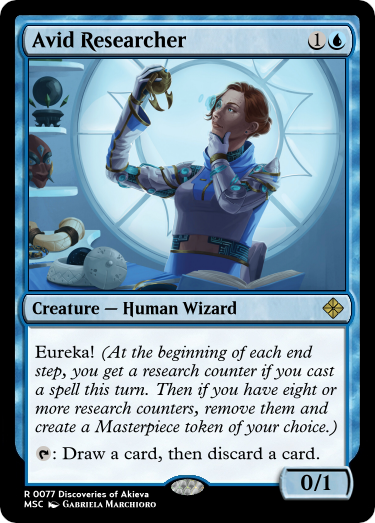 Avid Researcher 1
Creature — Human Wizard
Eureka! (At the beginning of each end
step, you get a research counter if you cast
a spell this turn. Then if you have eight or
more research counters, remove them and
create a Masterpiece token of your choice.)
: Draw a card, then discard a card.
0/1
R 0077 Discoveries of Akieva
MSC Gabriela Marchioro